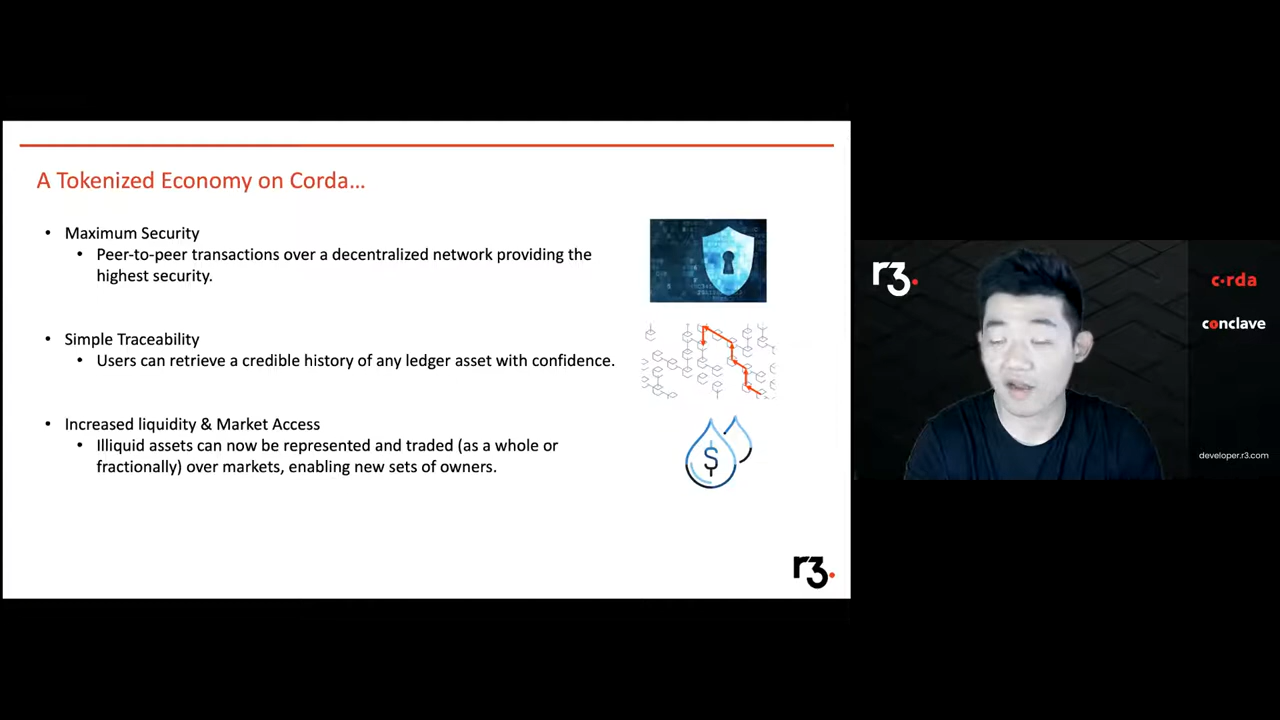 A Tokenized Economy on Corda...
• Maximum Security
• Peer-to-peer transactions over a decentralized network providing the
highest security.
• Simple Traceability
• Users can retrieve a credible history of any ledger asset with confidence.
• Increased liquidity & Market Access
• Illiquid assets can now be represented and traded (as a whole or
fractionally) over markets, enabling new sets of owners.
$
r3.
r3.
c·rda
conclave
developer.r3.com